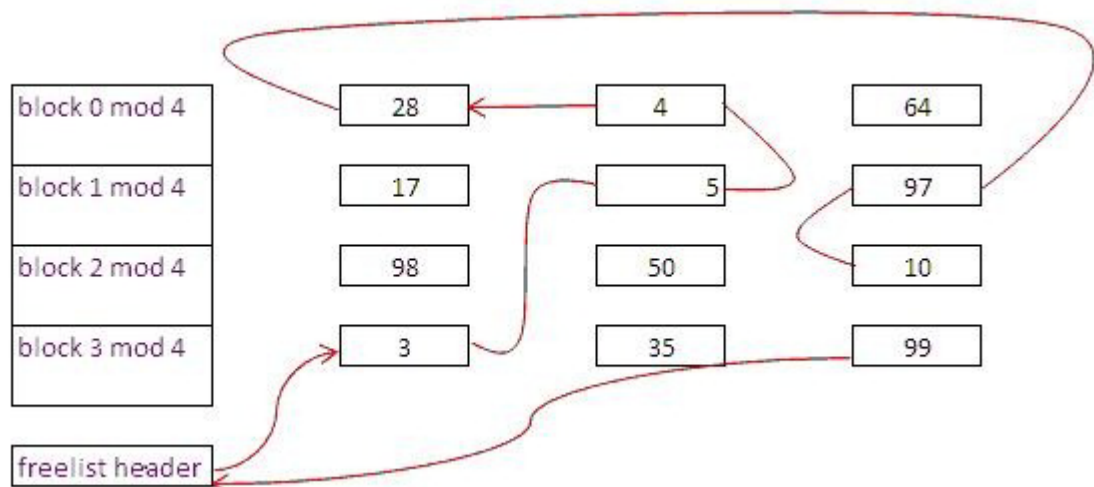 block 0 mod 4 28 4 64
block 1 mod 4 17 5 97
block 2 mod 4 98 50 10
block 3 mod 4 3 35 99
freelist header